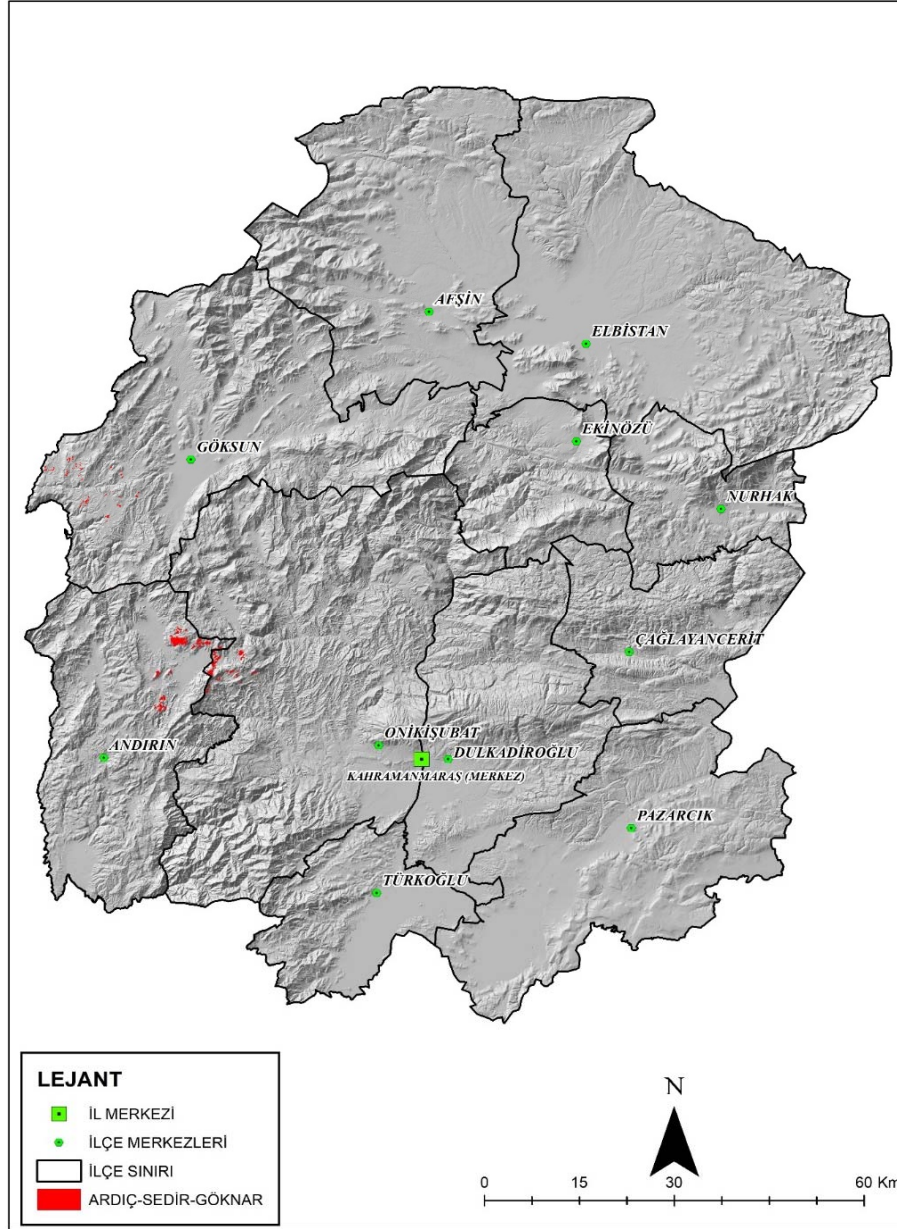 AFŞİN
ELBİSTAN
EKİNÖZÜ
GÖKSUN
NURHAK
ÇAĞLAYANCERİT
ONİKİŞUBAT
ANDIRIN
DULKADİROĞLU
KAHRAMANMARAŞ (MERKEZ)
PAZARCIK
TÜRKOĞLU
LEJANT
İL MERKEZİ
İLÇE MERKEZLERİ
İLÇE SINIRI
ARDIÇ-SEDİR-GÖKNAR
N
0 15 30 60 Km